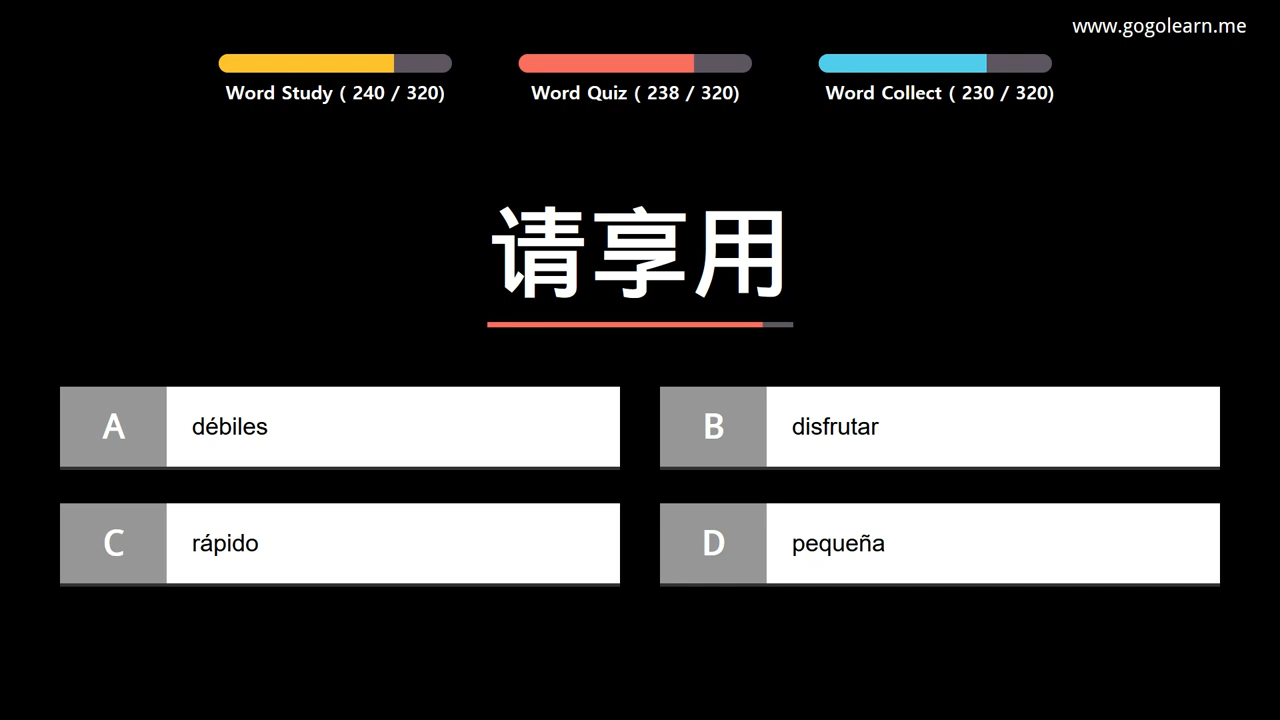 www.gogolearn.me
Word Study ( 240 / 320)
Word Quiz ( 238 / 320)
Word Collect ( 230 / 320)
请享用
A débiles
B disfrutar
C rápido
D pequeña